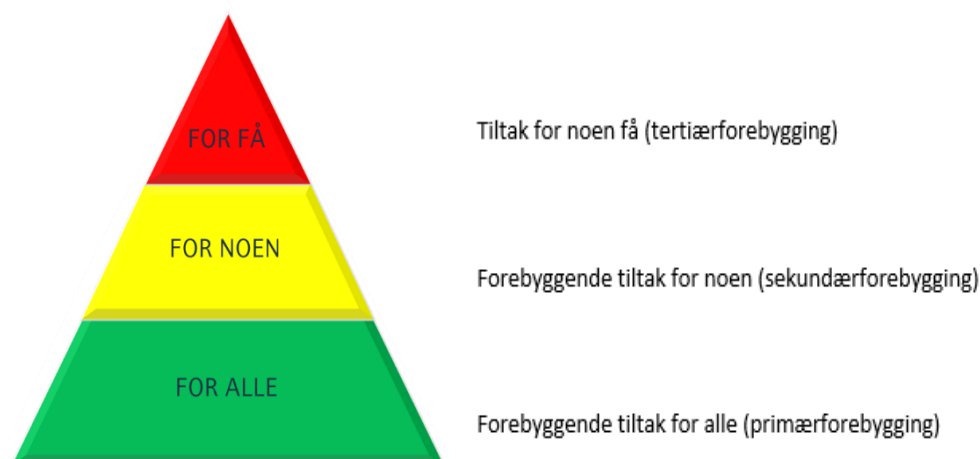 FOR FÅ
Tiltak for noen få (tertiærforebygging)
FOR NOEN
Forebyggende tiltak for noen (sekundærforebygging)
FOR ALLE
Forebyggende tiltak for alle (primærforebygging)